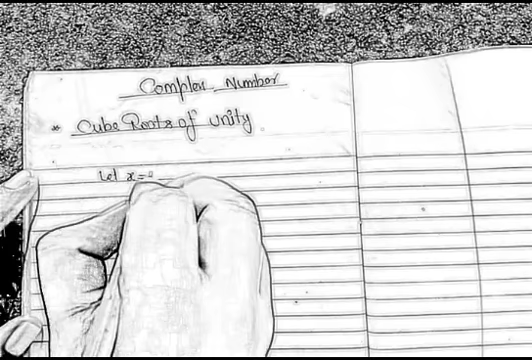 Complex Number
* Cube Roots of Unity
Let x =